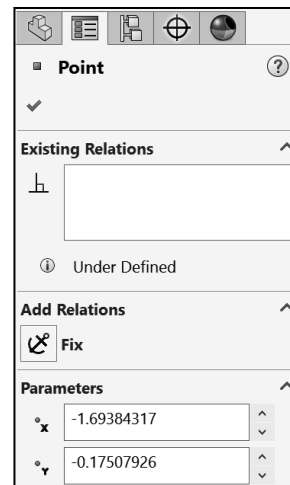 Point
?
Existing Relations
Under Defined
Add Relations
Fix
Parameters
X -1.69384317
Y -0.17507926